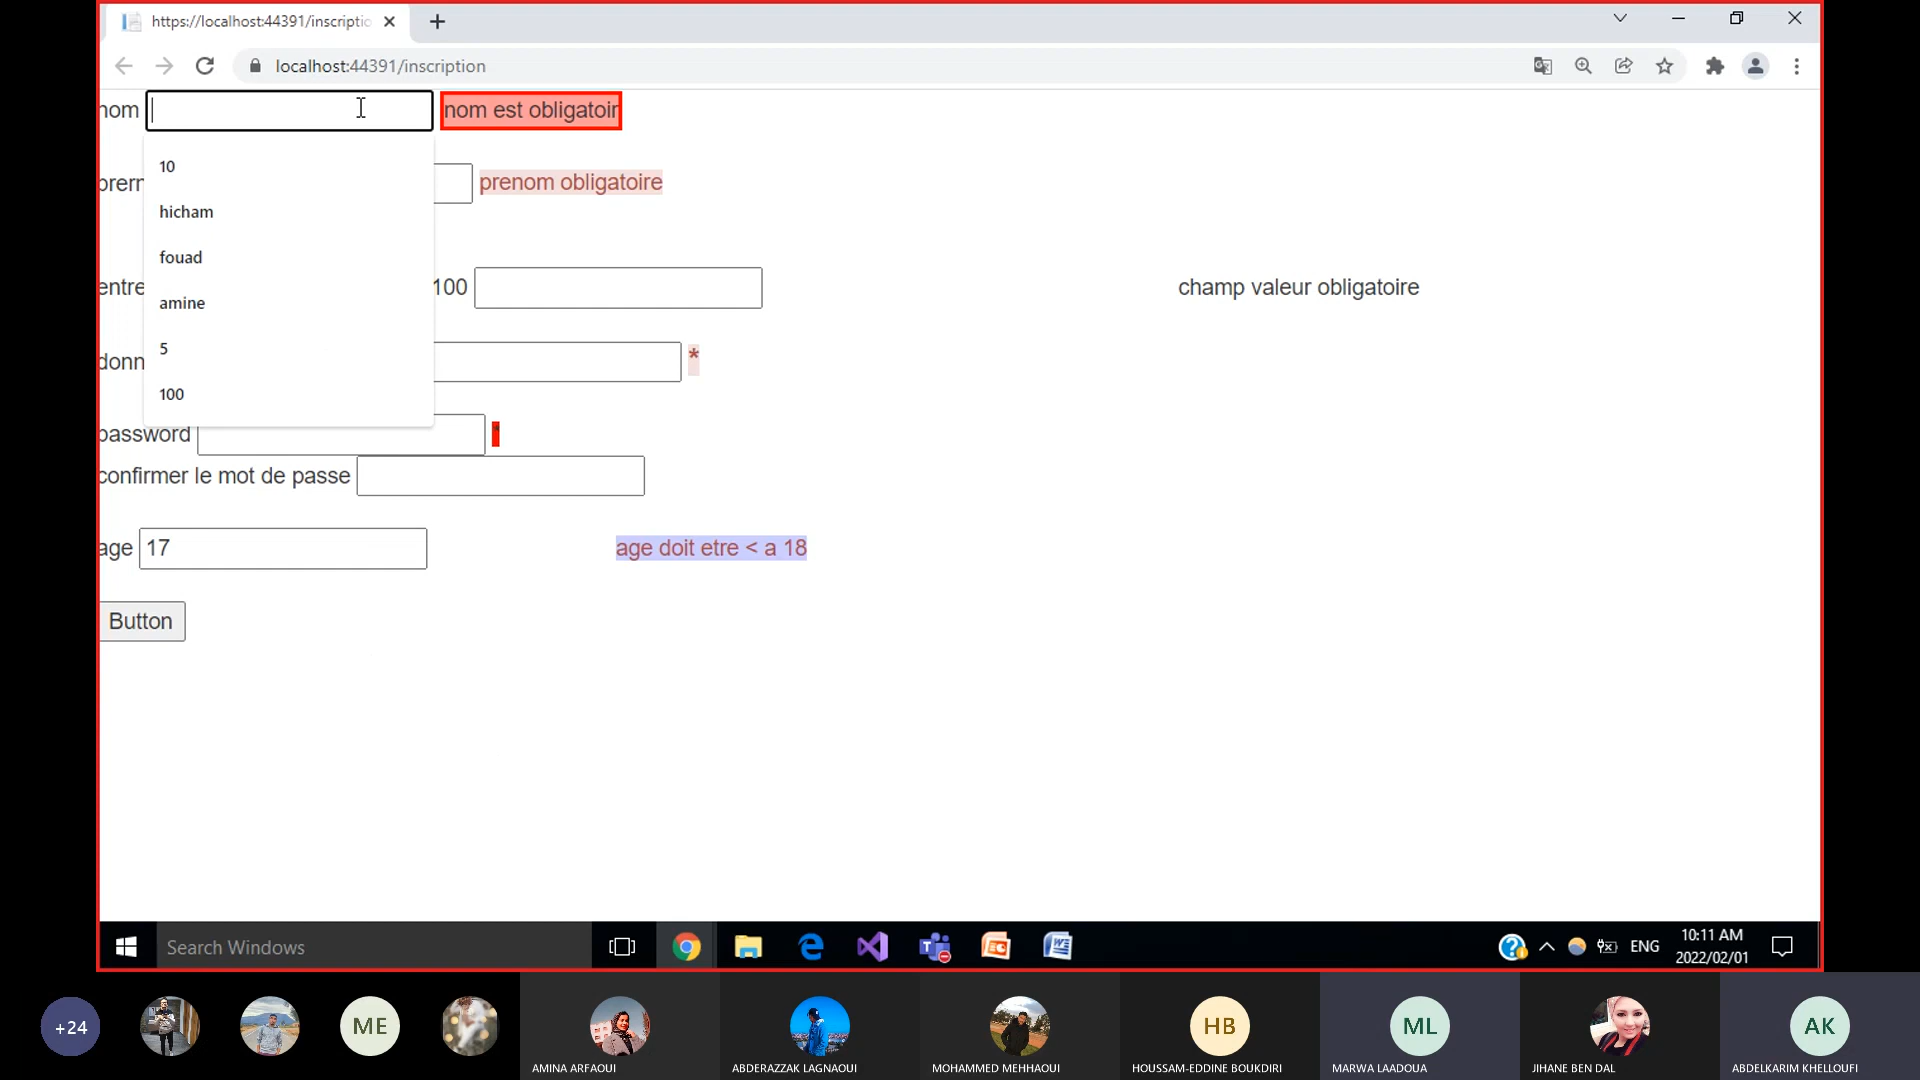 https://localhost:44391/inscriptio
localhost:44391/inscription
nom nom est obligatoir
10
prer prenom obligatoire
hicham
fouad
entre 100 champ valeur obligatoire
amine
5
donn *
100
password *
confirmer le mot de passe
age 17 age doit etre < a 18
Button
Search Windows
ENG
10:11 AM
2022/02/01
+24
ME
HB
ML
AK
AMINA ARFAOUI
ABDERAZZAK LAGNAOUI
MOHAMMED MEHHAOUI
HOUSSAM-EDDINE BOUKDIRI
MARWA LAADOUA
JIHANE BEN DAL
ABDELKARIM KHELLOUFI